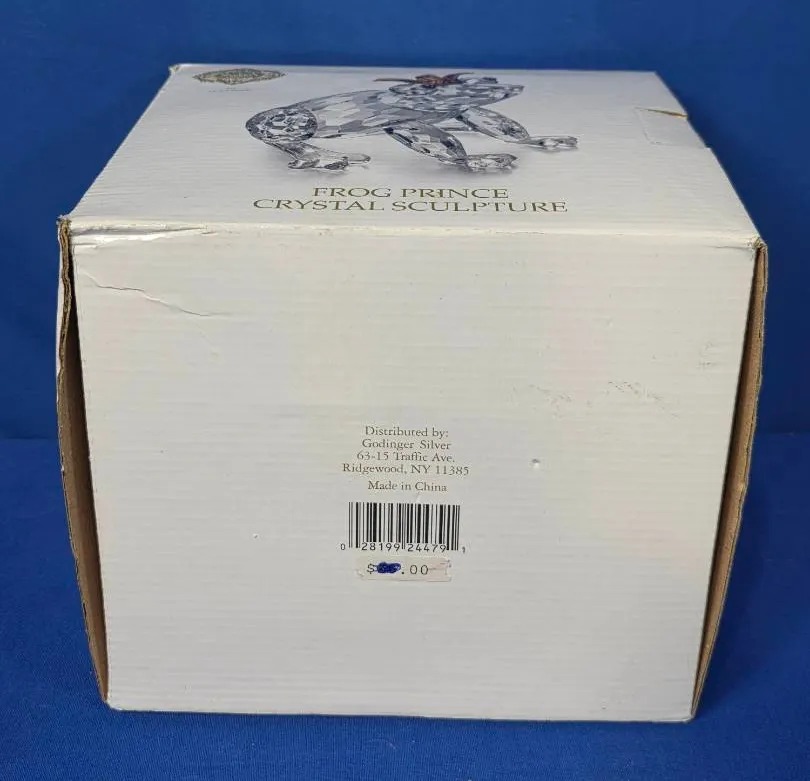 FROG PRINCE
CRYSTAL SCULPTURE
Distributed by:
Godinger Silver
63-15 Traffic Ave.
Ridgewood, NY 11385
Made in China
0 28199 24479 1
$ .00